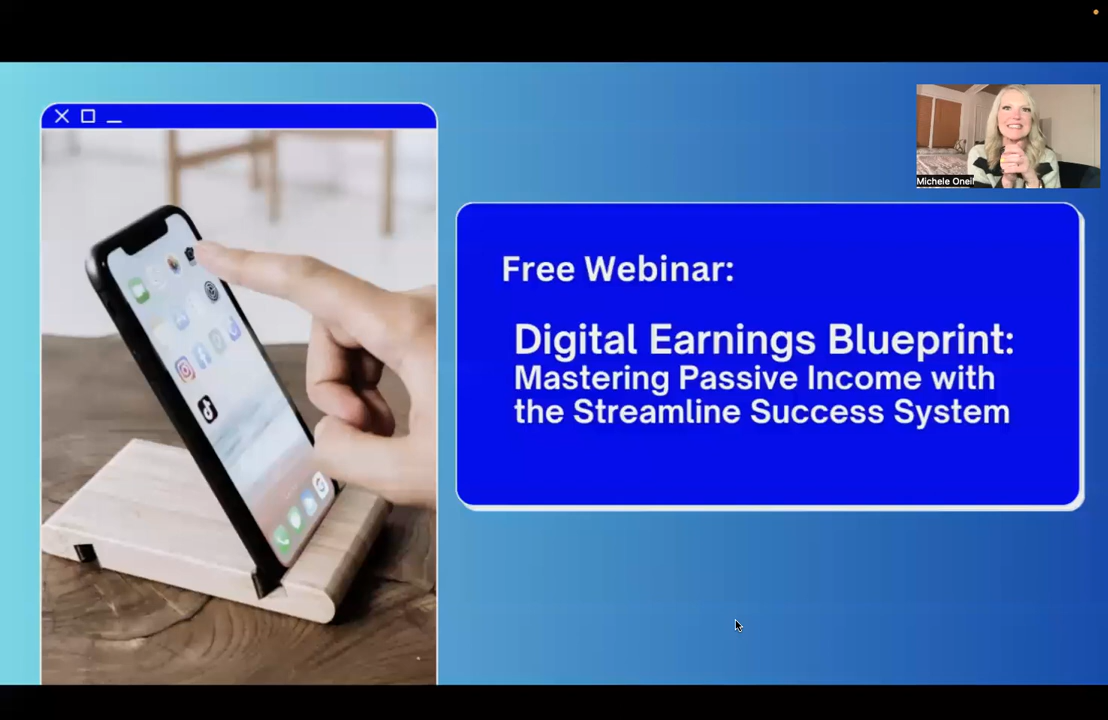 Michele Oneil
Free Webinar:
Digital Earnings Blueprint:
Mastering Passive Income with
the Streamline Success System